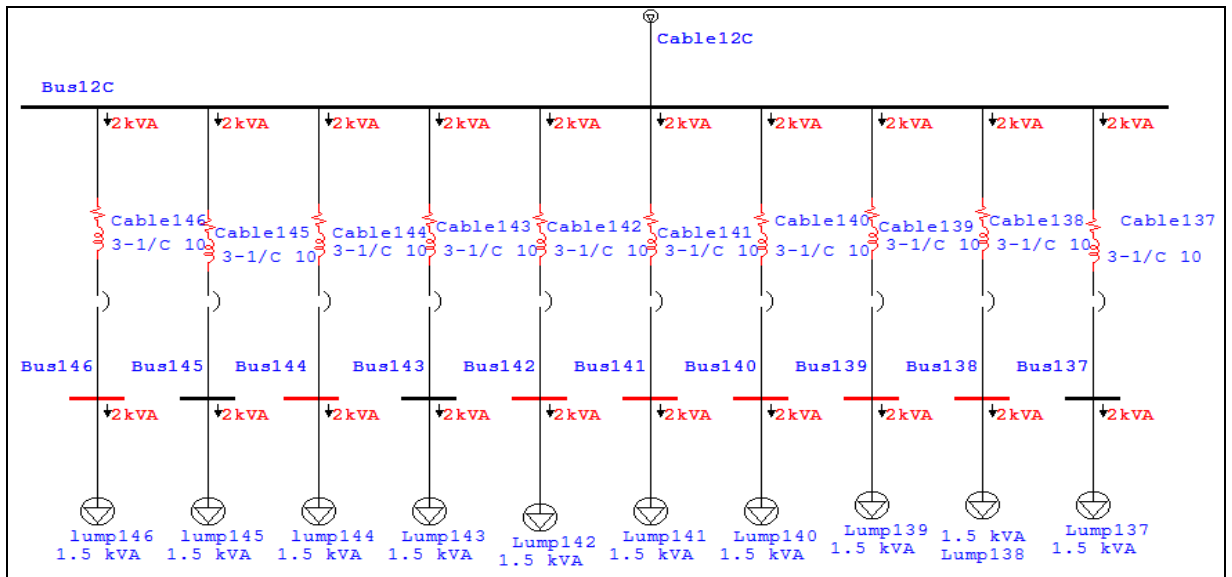 Cable12C
Bus12C
2kVA 2kVA 2kVA 2kVA 2kVA 2kVA 2kVA 2kVA 2kVA 2kVA
Cable146 Cable145 Cable144 Cable143 Cable142 Cable141 Cable140 Cable139 Cable138 Cable137
3-1/C 10 3-1/C 10 3-1/C 10 3-1/C 10 3-1/C 10 3-1/C 10 3-1/C 10 3-1/C 10 3-1/C 10 3-1/C 10
Bus146 Bus145 Bus144 Bus143 Bus142 Bus141 Bus140 Bus139 Bus138 Bus137
2kVA 2kVA 2kVA 2kVA 2kVA 2kVA 2kVA 2kVA 2kVA 2kVA
lump146 lump145 lump144 Lump143 Lump142 Lump141 Lump140 Lump139 1.5 kVA Lump137
1.5 kVA 1.5 kVA 1.5 kVA 1.5 kVA 1.5 kVA 1.5 kVA 1.5 kVA 1.5 kVA Lump138 1.5 kVA